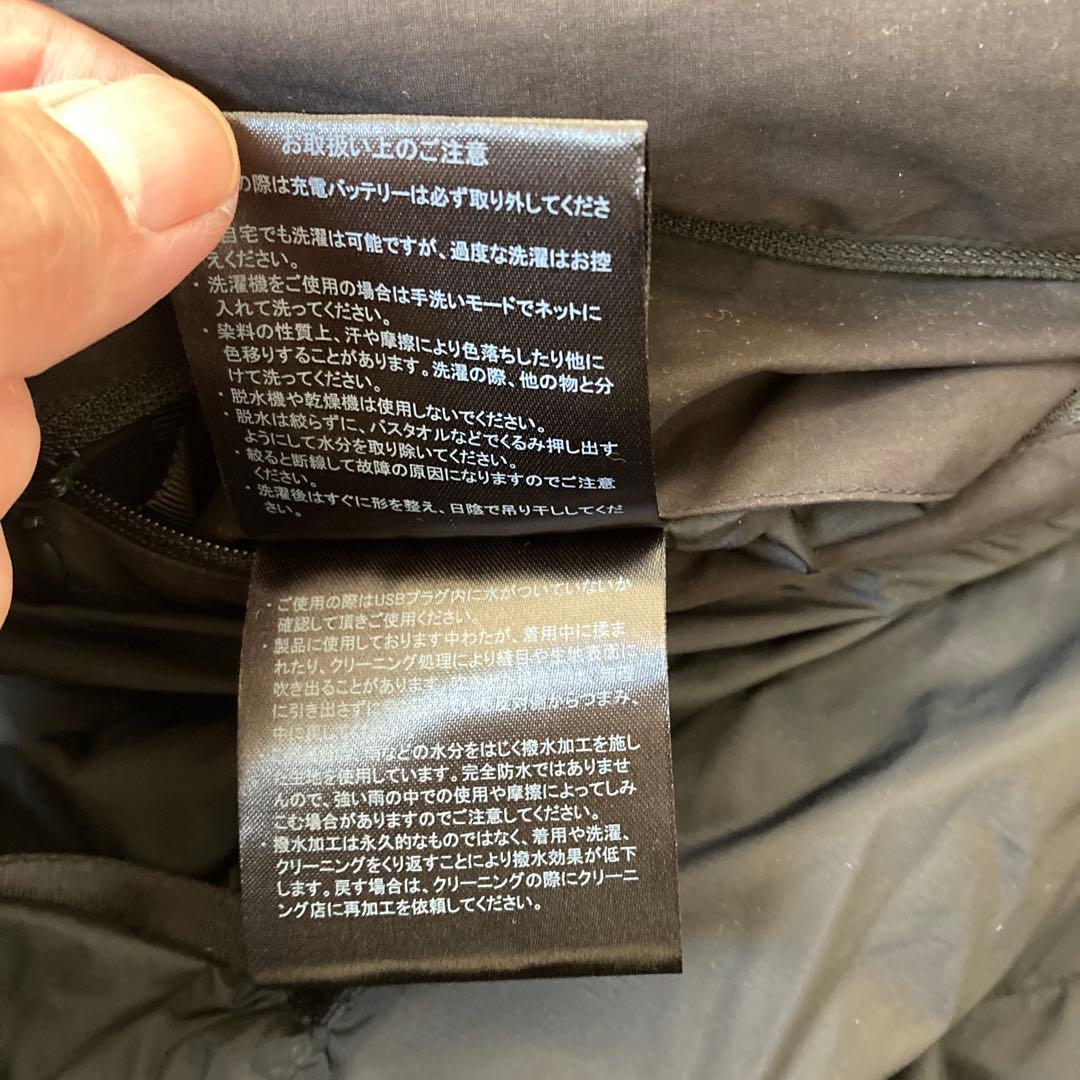 お取扱い上のご注意
の際は充電バッテリーは必ず取り外してくださ
自宅でも洗濯は可能ですが、過度な洗濯はお控
えください。
・洗濯機をご使用の場合は手洗いモードでネットに
入れて洗ってください。
・染料の性質上、汗や摩擦により色落ちしたり他に
色移りすることがあります。洗濯の際、他の物と分
けて洗ってください。
・脱水機や乾燥機は使用しないでください。
・脱水は絞らずに、バスタオルなどでくるみ押し出す
ようにして水分を取り除いてください。
・絞ると断線して故障の原因になりますのでご注意
ください。
・洗濯後はすぐに形を整え、日陰で吊り干ししてくだ
さい。
・ご使用の際はUSBプラグ内に水がついていないか
確認して頂きご使用ください。
・製品に使用しております中わたが、着用中に揉ま
れたり、クリーニング処理により縫目や生地表面に
吹き出ることがあります。
に引き出さずに 反対側からつまみ、
中に戻し
雨などの水分をはじく撥水加工を施し
た生地を使用しています。完全防水ではありませ
んので、強い雨の中での使用や摩擦によってしみ
こむ場合がありますのでご注意してください。
・撥水加工は永久的なものではなく、着用や洗濯、
クリーニングをくり返すことにより撥水効果が低下
します。戻す場合は、クリーニングの際にクリーニ
ング店に再加工を依頼してください。